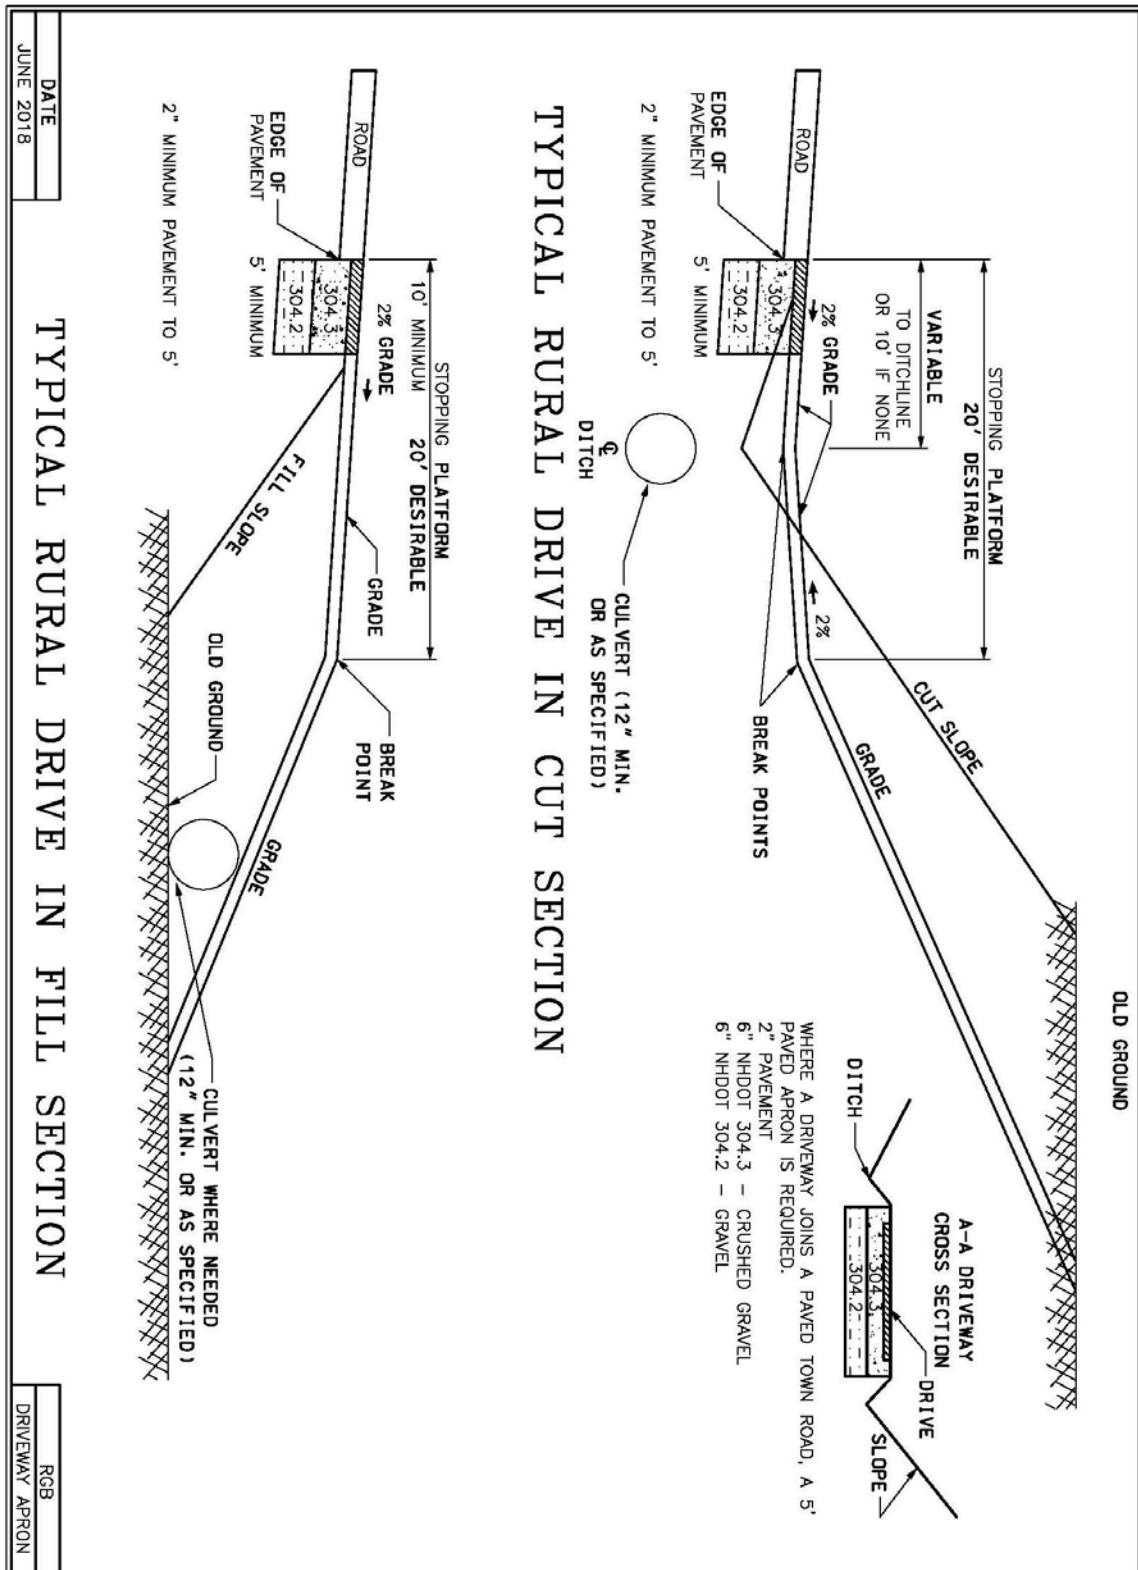 OLD GROUND
STOPPING PLATFORM
20' DESIRABLE
VARIABLE
TO DITCHLINE
OR 10' IF NONE
2% GRADE
2%
ROAD
EDGE OF
PAVEMENT
304.3
304.2
5' MINIMUM
2" MINIMUM PAVEMENT TO 5'
CUT SLOPE
GRADE
BREAK POINTS
CULVERT (12" MIN.
OR AS SPECIFIED)
℄
DITCH
A-A DRIVEWAY
CROSS SECTION
DRIVE
SLOPE
DITCH
304.3
304.2
WHERE A DRIVEWAY JOINS A PAVED TOWN ROAD, A 5'
PAVED APRON IS REQUIRED.
2" PAVEMENT
6" NHDOT 304.3 - CRUSHED GRAVEL
6" NHDOT 304.2 - GRAVEL
TYPICAL RURAL DRIVE IN CUT SECTION
STOPPING PLATFORM
10' MINIMUM 20' DESIRABLE
2% GRADE
ROAD
EDGE OF
PAVEMENT
304.3
304.2
5' MINIMUM
2" MINIMUM PAVEMENT TO 5'
GRADE
BREAK
POINT
FILL SLOPE
OLD GROUND
GRADE
CULVERT WHERE NEEDED
(12" MIN. OR AS SPECIFIED)
TYPICAL RURAL DRIVE IN FILL SECTION
DATE
JUNE 2018
RGB
DRIVEWAY APRON